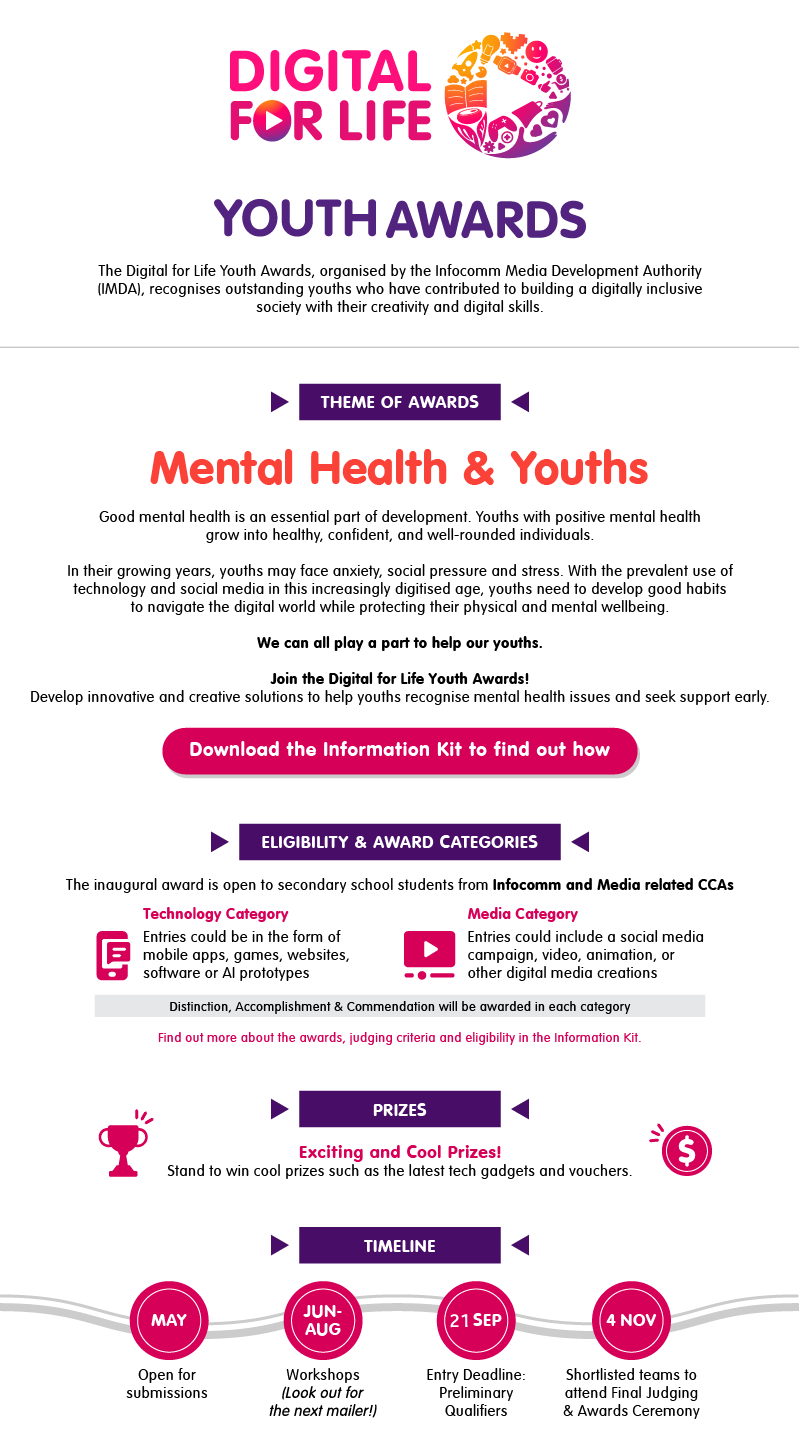 DIGITAL
FOR LIFE
YOUTH AWARDS
The Digital for Life Youth Awards, organised by the Infocomm Media Development Authority
(IMDA), recognises outstanding youths who have contributed to building a digitally inclusive
society with their creativity and digital skills.
THEME OF AWARDS
Mental Health & Youths
Good mental health is an essential part of development. Youths with positive mental health
grow into healthy, confident, and well-rounded individuals.
In their growing years, youths may face anxiety, social pressure and stress. With the prevalent use of
technology and social media in this increasingly digitised age, youths need to develop good habits
to navigate the digital world while protecting their physical and mental wellbeing.
We can all play a part to help our youths.
Join the Digital for Life Youth Awards!
Develop innovative and creative solutions to help youths recognise mental health issues and seek support early.
Download the Information Kit to find out how
ELIGIBILITY & AWARD CATEGORIES
The inaugural award is open to secondary school students from Infocomm and Media related CCAs
Technology Category
Entries could be in the form of
mobile apps, games, websites,
software or AI prototypes
Media Category
Entries could include a social media
campaign, video, animation, or
other digital media creations
Distinction, Accomplishment & Commendation will be awarded in each category
Find out more about the awards, judging criteria and eligibility in the Information Kit.
PRIZES
Exciting and Cool Prizes!
Stand to win cool prizes such as the latest tech gadgets and vouchers.
$
TIMELINE
MAY
Open for
submissions
JUN-
AUG
Workshops
(Look out for
the next mailer!)
21 SEP
Entry Deadline:
Preliminary
Qualifiers
4 NOV
Shortlisted teams to
attend Final Judging
& Awards Ceremony